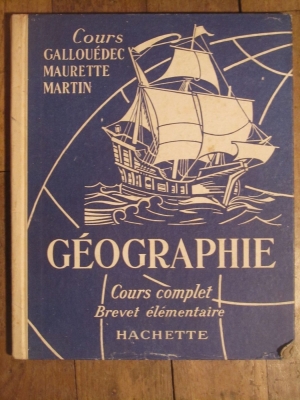 Cours
GALLOUÉDEC
MAURETTE
MARTIN
GÉOGRAPHIE
Cours complet
Brevet élémentaire
HACHETTE